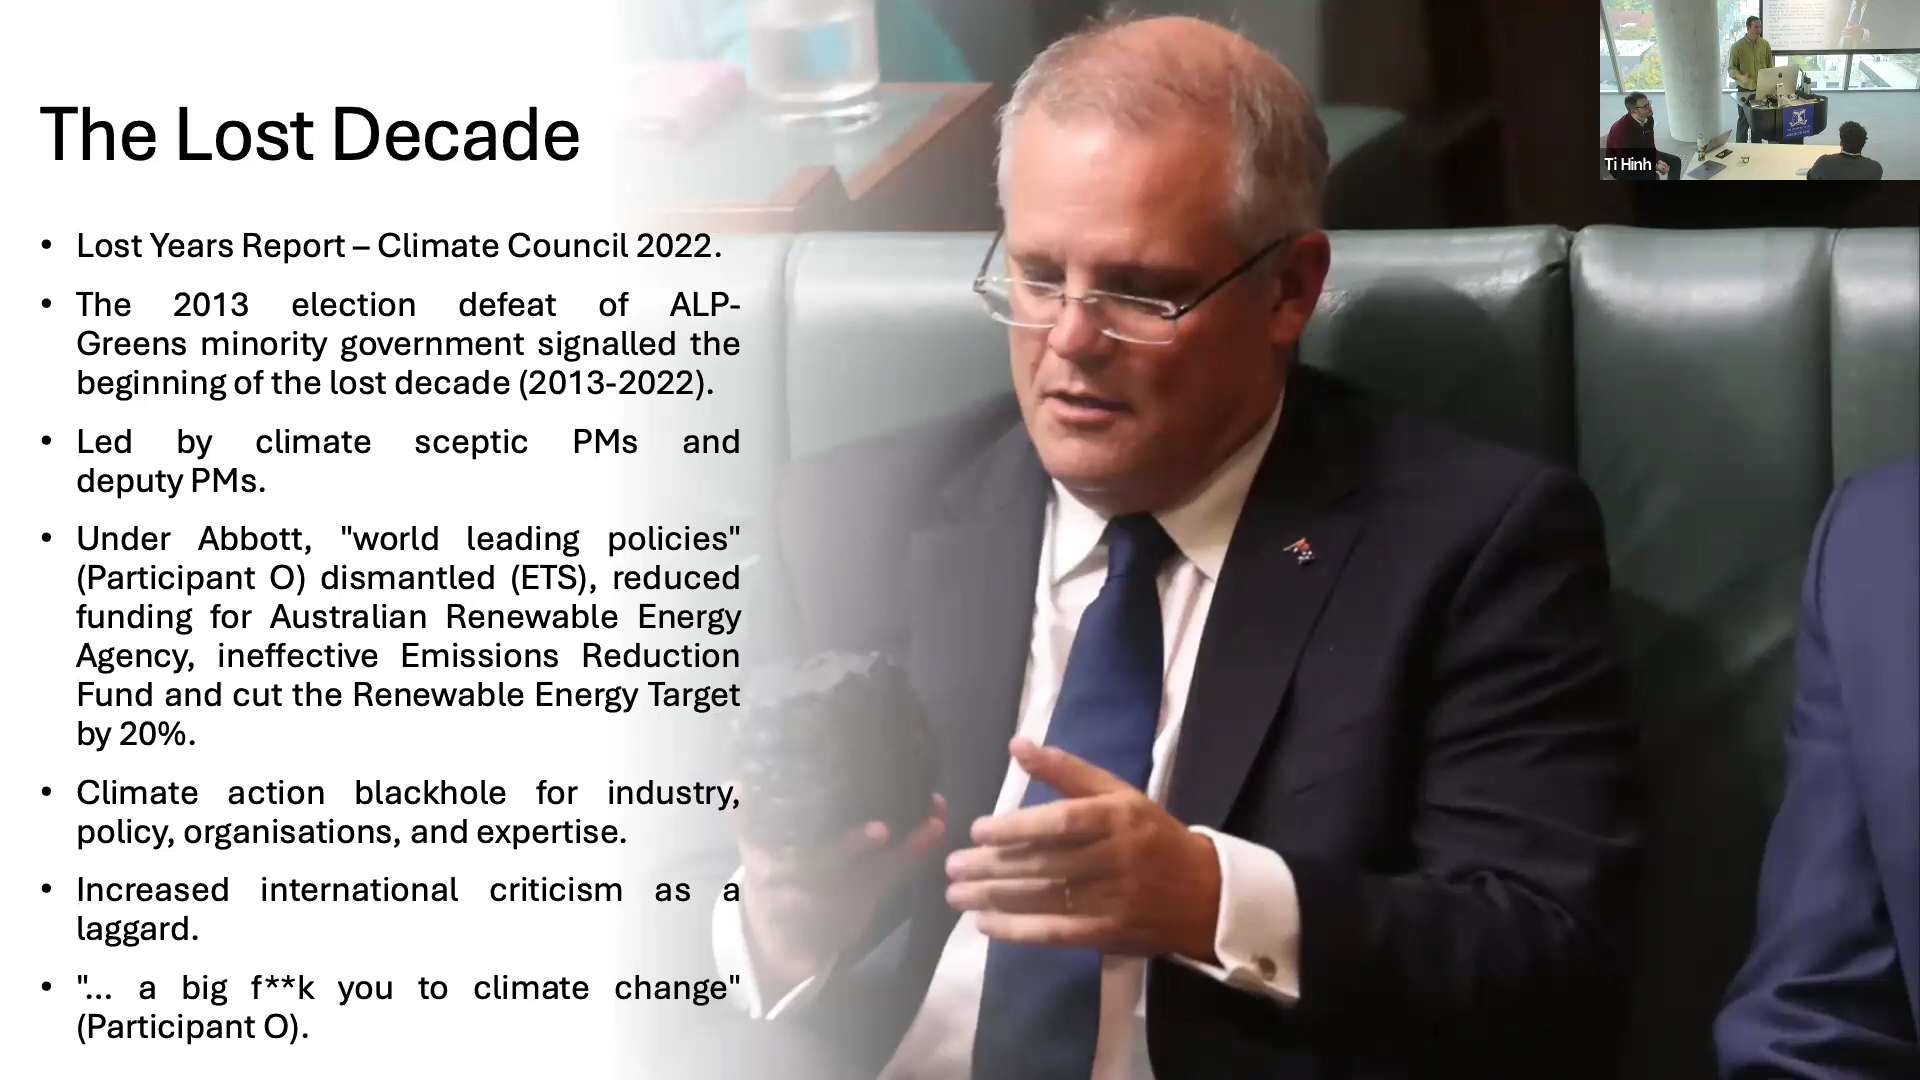 The Lost Decade
• Lost Years Report – Climate Council 2022.
• The 2013 election defeat of ALP-
Greens minority government signalled the
beginning of the lost decade (2013-2022).
• Led by climate sceptic PMs and
deputy PMs.
• Under Abbott, "world leading policies"
(Participant O) dismantled (ETS), reduced
funding for Australian Renewable Energy
Agency, ineffective Emissions Reduction
Fund and cut the Renewable Energy Target
by 20%.
• Climate action blackhole for industry,
policy, organisations, and expertise.
• Increased international criticism as a
laggard.
• "... a big f**k you to climate change"
(Participant O).
Ti Hinh